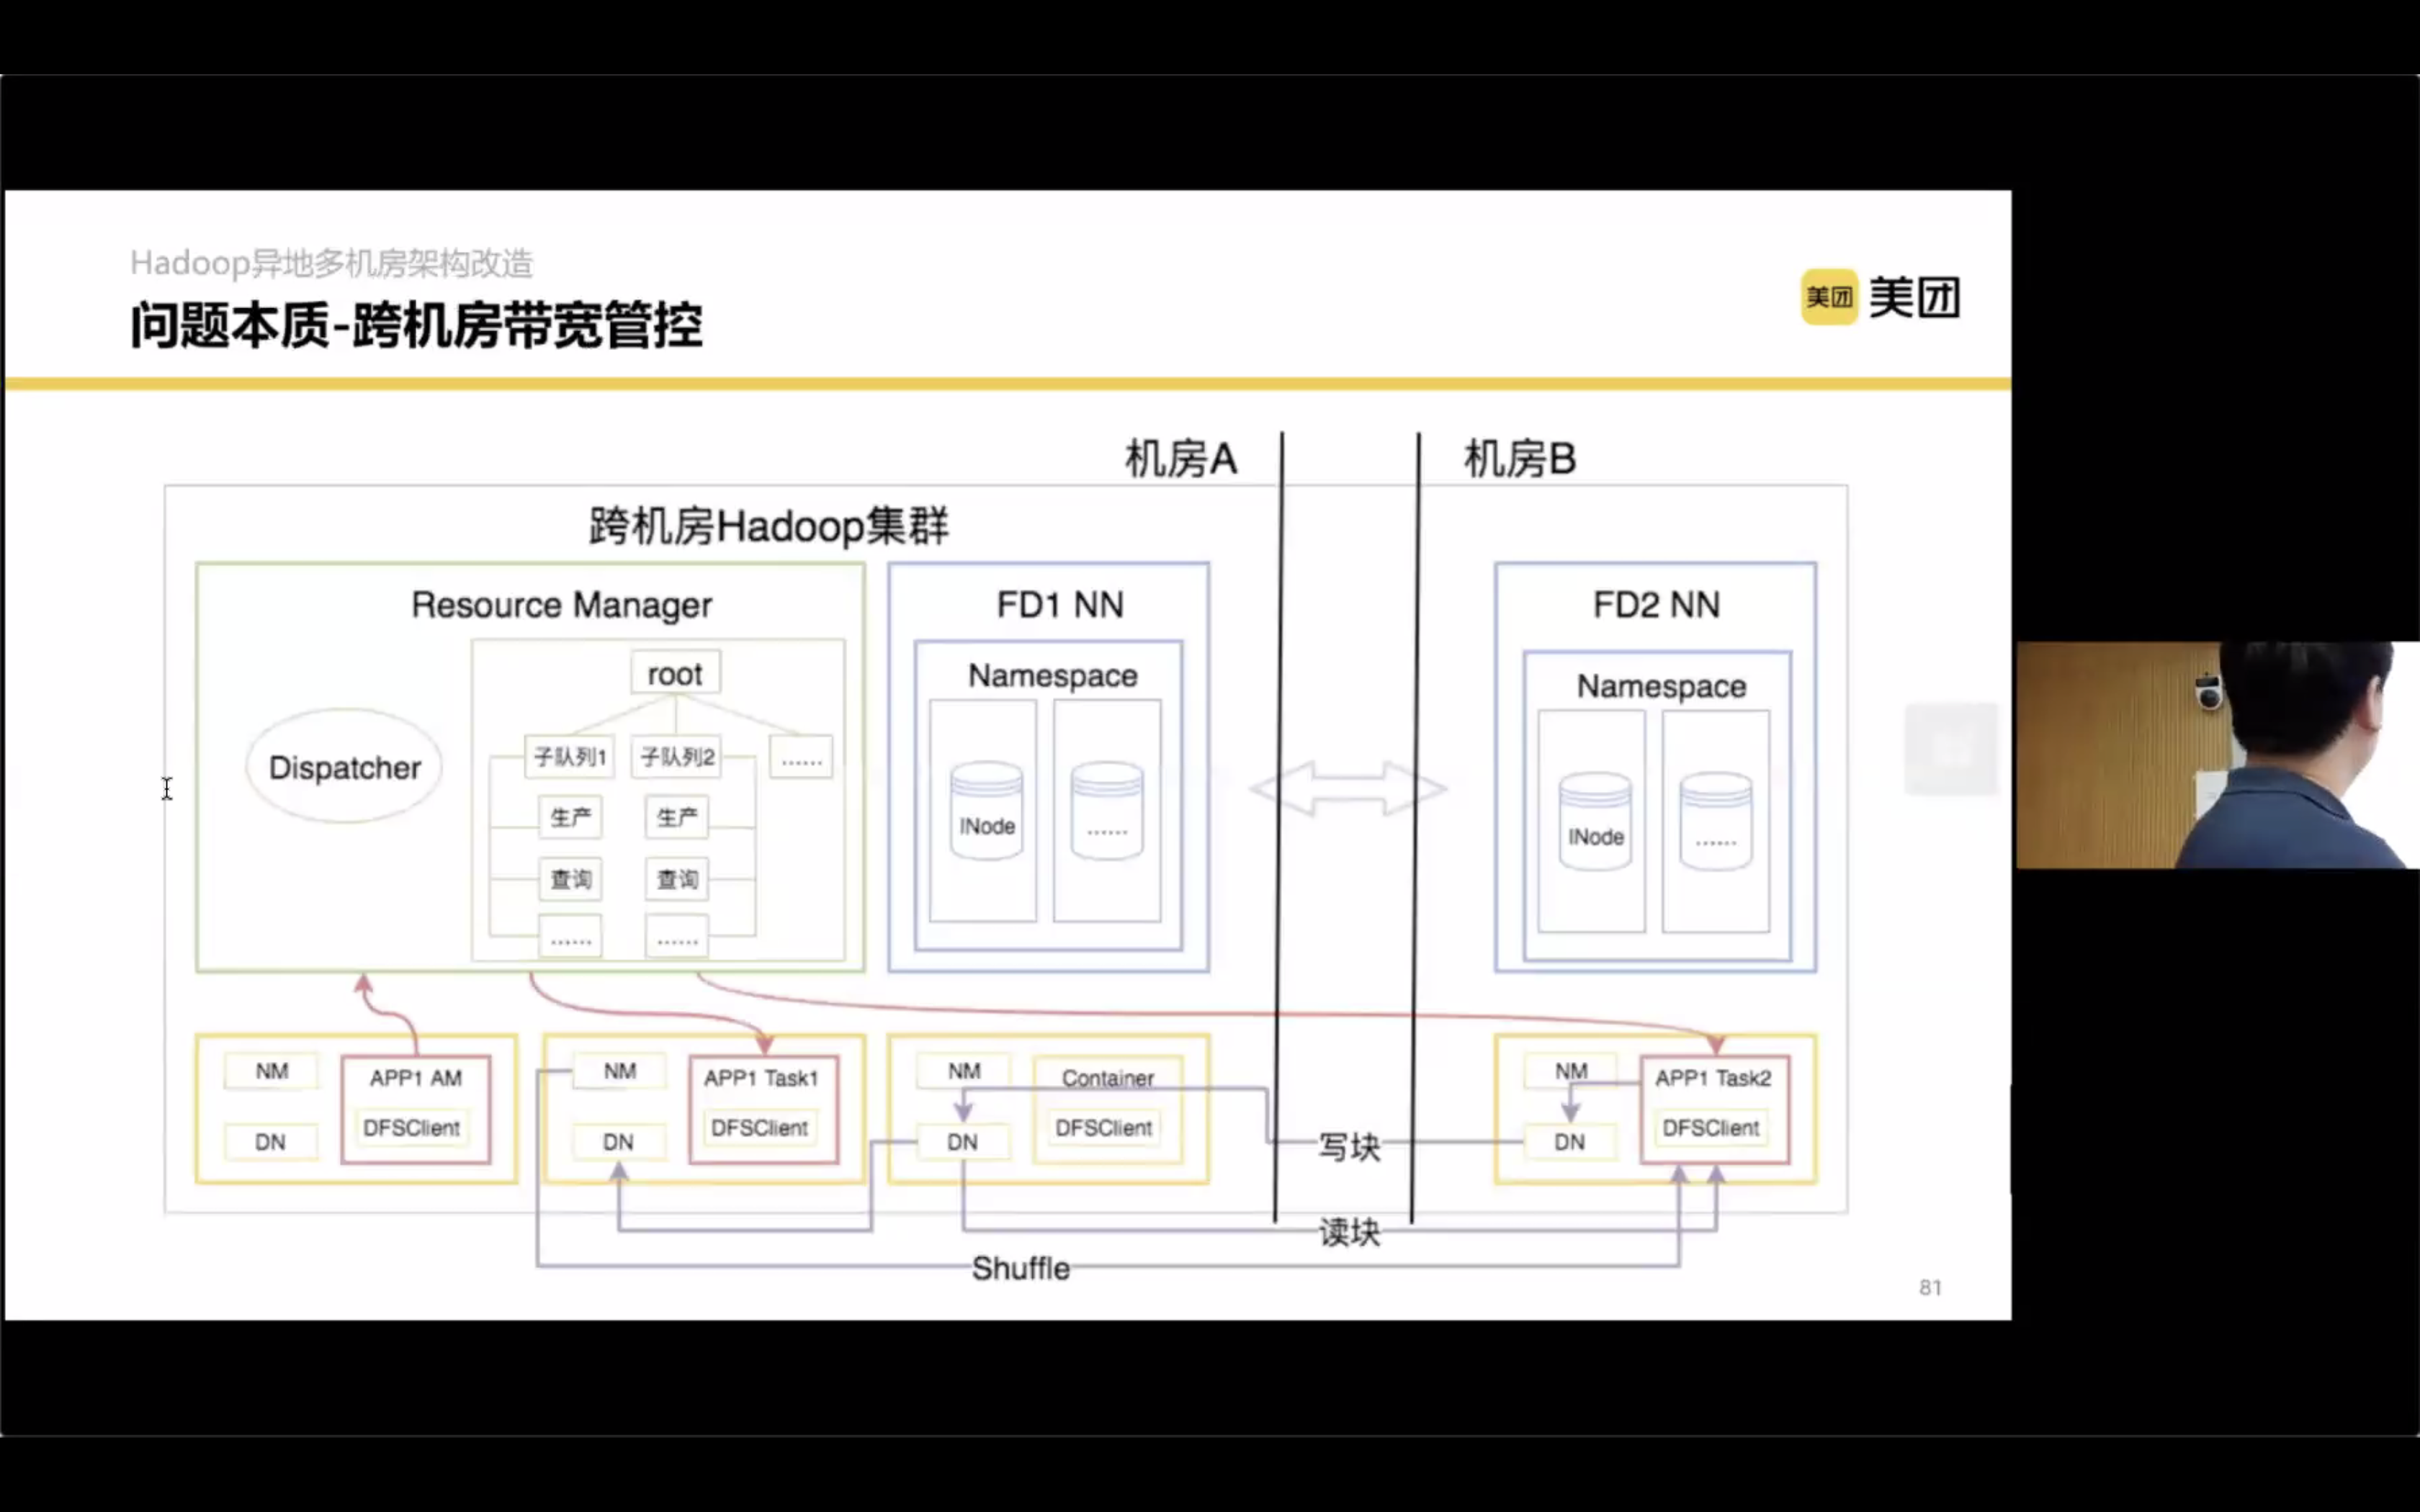 Hadoop异地多机房架构改造
问题本质-跨机房带宽管控
美团 美团
机房A 机房B
跨机房Hadoop集群
Resource Manager
root
Dispatcher
子队列1 子队列2 ......
生产 生产
查询 查询
...... ......
FD1 NN
Namespace
INode ......
FD2 NN
Namespace
INode ......
NM APP1 AM
DN DFSClient
NM APP1 Task1
DN DFSClient
NM Container
DN DFSClient
NM APP1 Task2
DN DFSClient
写块
读块
Shuffle
81